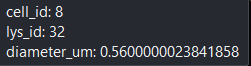 cell_id: 8
lys_id: 32
diameter_um: 0.5600000023841858